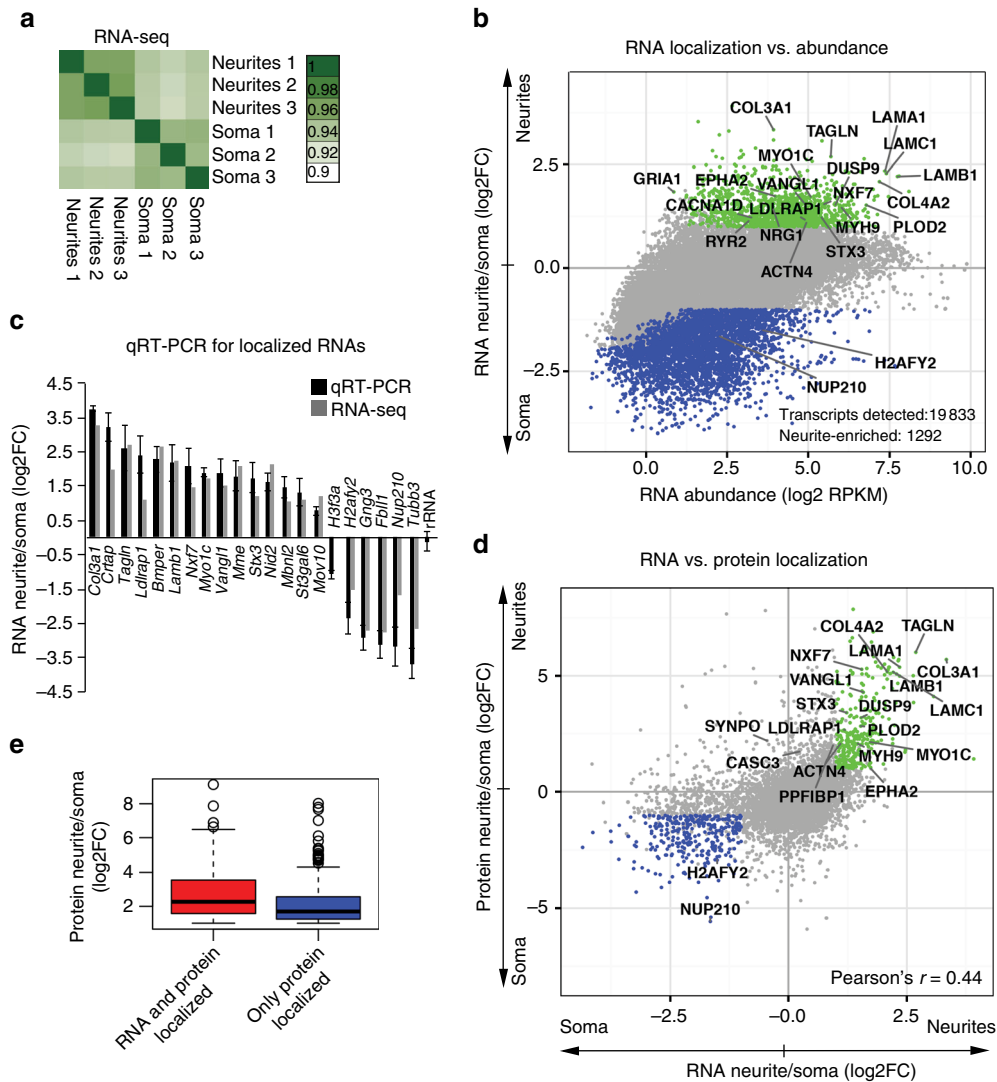 a
RNA-seq
Neurites 1
Neurites 2
Neurites 3
Soma 1
Soma 2
Soma 3
1
0.98
0.96
0.94
0.92
0.9
Neurites 1
Neurites 2
Neurites 3
Soma 1
Soma 2
Soma 3
b
RNA localization vs. abundance
RNA neurite/soma (log2FC)
Neurites
Soma
2.5
0.0
−2.5
COL3A1
TAGLN
LAMA1
LAMC1
MYO1C
DUSP9
LAMB1
GRIA1
EPHA2
VANGL1
NXF7
COL4A2
CACNA1D
LDLRAP1
PLOD2
RYR2
NRG1
MYH9
STX3
ACTN4
H2AFY2
NUP210
Transcripts detected:19 833
Neurite-enriched: 1292
0.0
2.5
5.0
7.5
10.0
RNA abundance (log2 RPKM)
c
qRT-PCR for localized RNAs
qRT-PCR
RNA-seq
RNA neurite/soma (log2FC)
4.5
3.5
2.5
1.5
0.5
−0.5
−1.5
−2.5
−3.5
−4.5
Col3a1
Crtap
Tagln
Ldlrap1
Bmper
Lamb1
Nxf7
Myo1c
Vangl1
Mme
Stx3
Nid2
Mbnl2
St3gal6
Mov10
H3f3a
H2afy2
Gng3
Fbll1
Nup210
Tubb3
rRNA
d
RNA vs. protein localization
Protein neurite/soma (log2FC)
Neurites
Soma
5
0
−5
COL4A2
TAGLN
NXF7
LAMA1
COL3A1
VANGL1
LAMB1
STX3
DUSP9
LAMC1
SYNPO
LDLRAP1
PLOD2
CASC3
MYH9
MYO1C
ACTN4
EPHA2
PPFIBP1
H2AFY2
NUP210
Pearson's r = 0.44
−2.5
−0.0
2.5
Soma
Neurites
RNA neurite/soma (log2FC)
e
Protein neurite/soma
(log2FC)
8
6
4
2
RNA and protein
localized
Only protein
localized